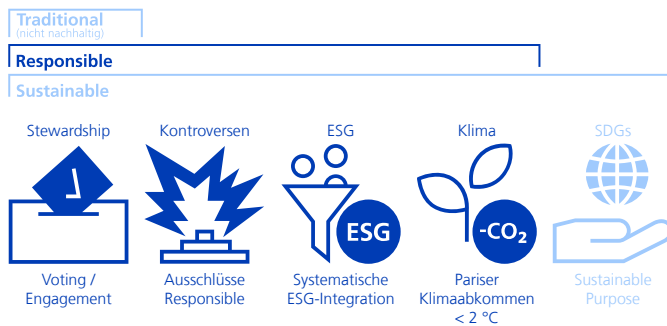 Traditional
(nicht nachhaltig)
Responsible
Sustainable
Stewardship
Kontroversen
ESG
Klima
SDGs
ESG
-CO₂
Voting /
Engagement
Ausschlüsse
Responsible
Systematische
ESG-Integration
Pariser
Klimaabkommen
< 2 °C
Sustainable
Purpose